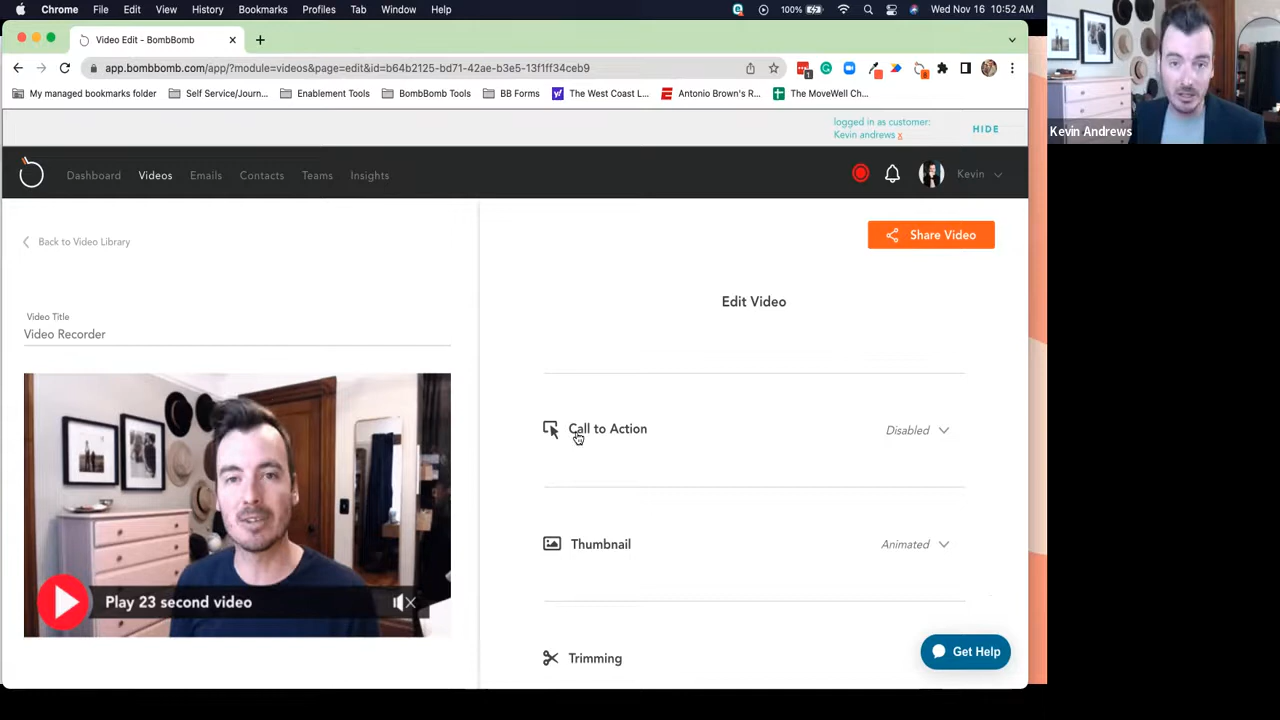 Chrome File Edit View History Bookmarks Profiles Tab Window Help 100% Wed Nov 16 10:52 AM
Video Edit - BombBomb
app.bombbomb.com/app/?module=videos&page=edit&id=b64b2125-bd71-42ae-b3e5-13f1ff34ceb9
My managed bookmarks folder Self Service/Journ... Enablement Tools BombBomb Tools BB Forms The West Coast L... Antonio Brown's R... The MoveWell Ch...
Kevin Andrews
logged in as customer:
Kevin andrews x
HIDE
Dashboard Videos Emails Contacts Teams Insights Kevin
Back to Video Library
Share Video
Edit Video
Video Title
Video Recorder
Call to Action Disabled
Thumbnail Animated
Play 23 second video
Trimming
Get Help